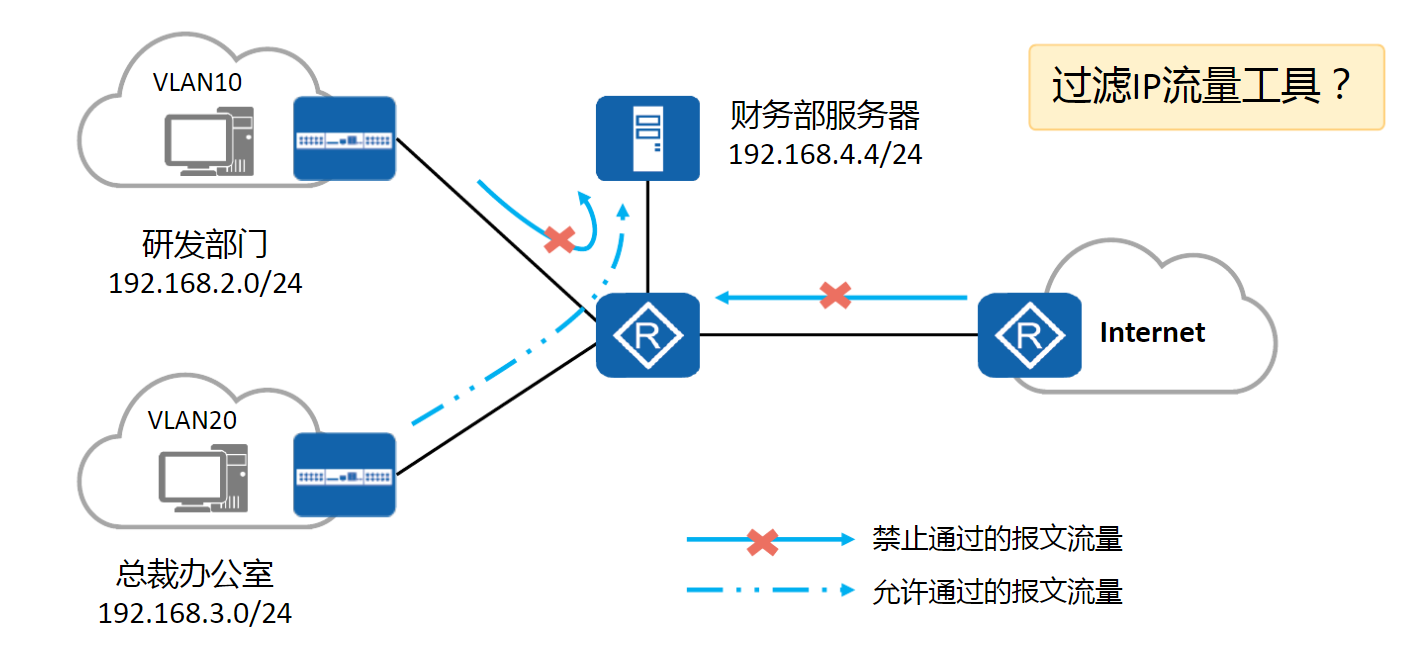 过滤IP流量工具？
VLAN10
财务部服务器
192.168.4.4/24
研发部门
192.168.2.0/24
R
R
Internet
VLAN20
总裁办公室
192.168.3.0/24
禁止通过的报文流量
允许通过的报文流量